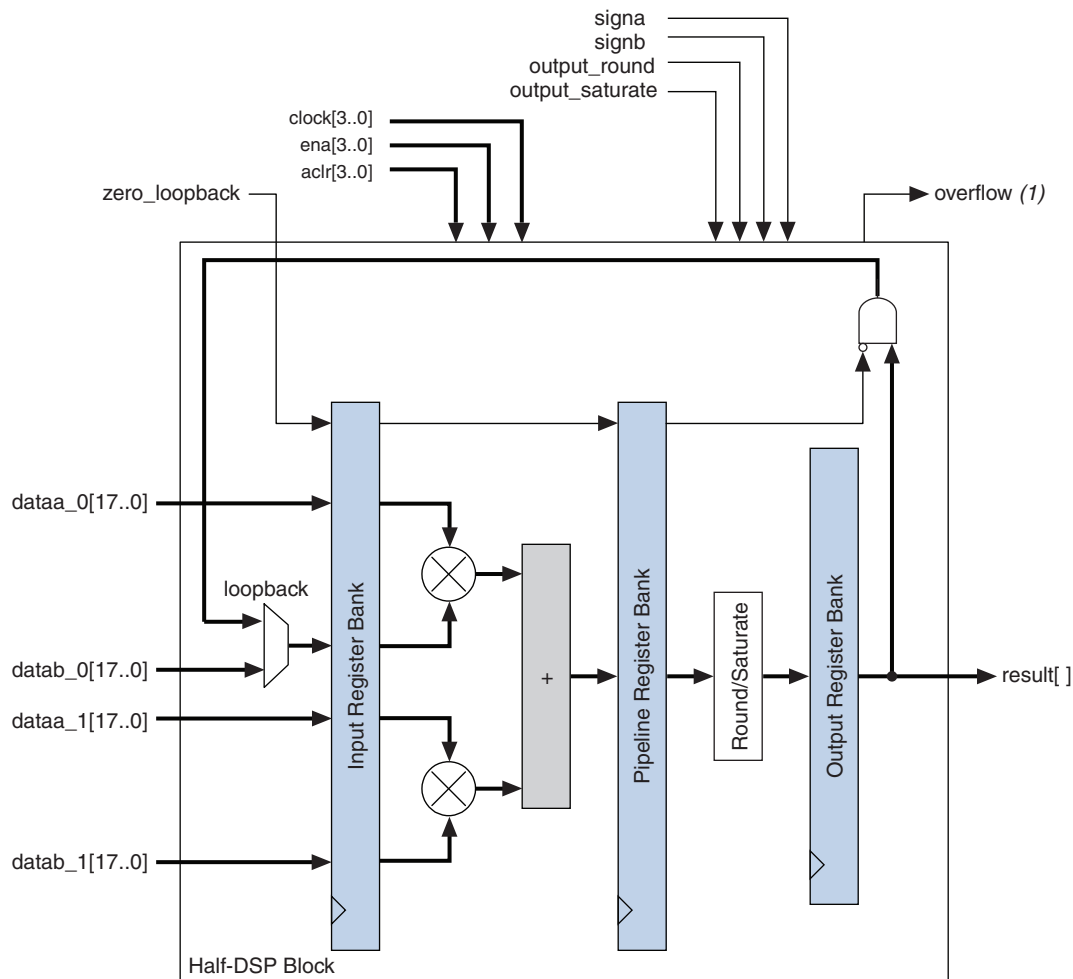 signa
signb
output_round
output_saturate
clock[3..0]
ena[3..0]
aclr[3..0]
zero_loopback
overflow (1)
dataa_0[17..0]
loopback
datab_0[17..0]
dataa_1[17..0]
datab_1[17..0]
Input Register Bank
+
Pipeline Register Bank
Round/Saturate
Output Register Bank
result[ ]
Half-DSP Block